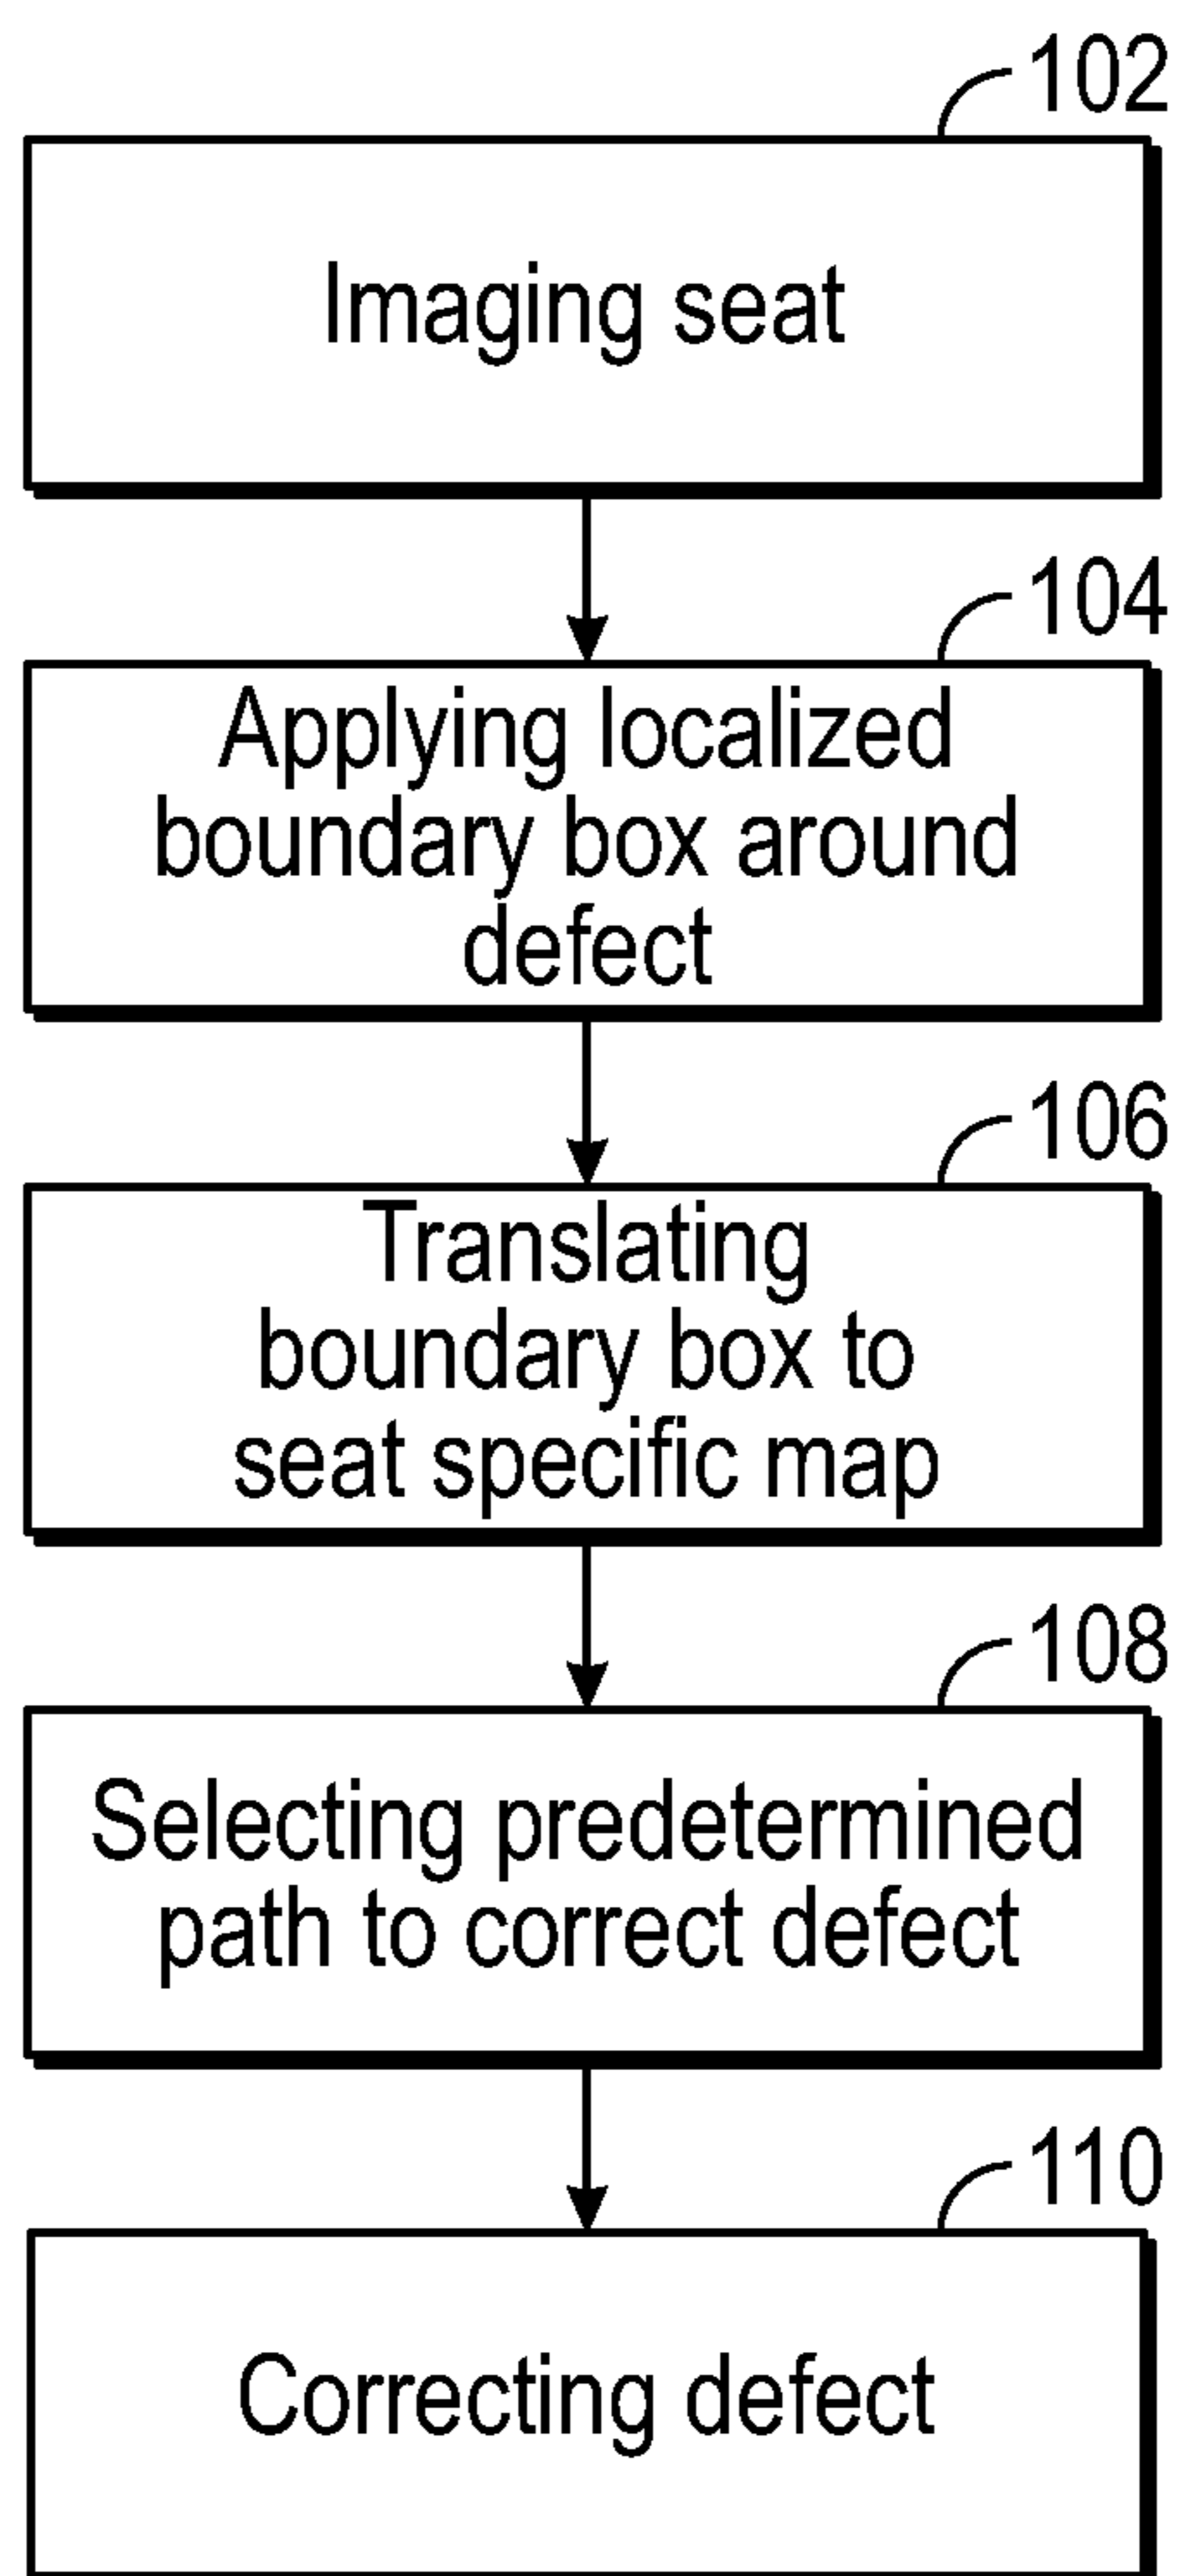 102
Imaging seat
104
Applying localized
boundary box around
defect
106
Translating
boundary box to
seat specific map
108
Selecting predetermined
path to correct defect
110
Correcting defect